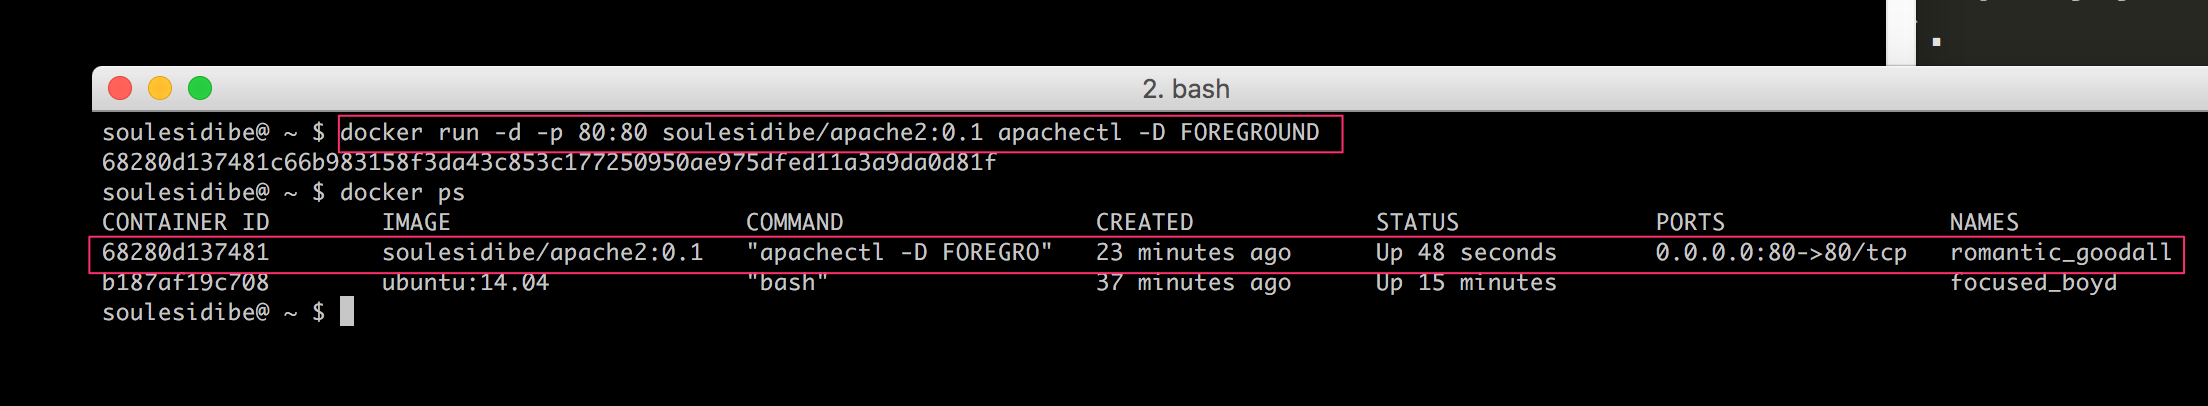 2. bash
soulesidibe@ ~ $ docker run -d -p 80:80 soulesidibe/apache2:0.1 apachectl -D FOREGROUND
68280d137481c66b983158f3da43c853c177250950ae975dfed11a3a9da0d81f
soulesidibe@ ~ $ docker ps
CONTAINER ID IMAGE COMMAND CREATED STATUS PORTS NAMES
68280d137481 soulesidibe/apache2:0.1 "apachectl -D FOREGRO" 23 minutes ago Up 48 seconds 0.0.0.0:80->80/tcp romantic_goodall
b187af19c708 ubuntu:14.04 "bash" 37 minutes ago Up 15 minutes focused_boyd
soulesidibe@ ~ $